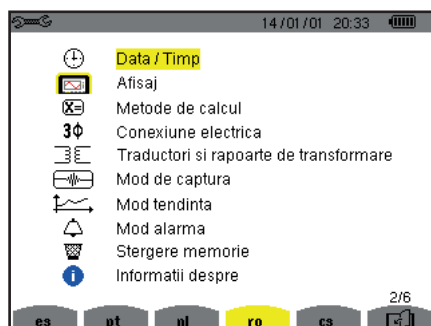 14/01/01 20:33
Data / Timp
Afisaj
X= Metode de calcul
3Φ Conexiune electrica
Traductori si rapoarte de transformare
Mod de captura
Mod tendinta
Mod alarma
Stergere memorie
i Informatii despre
2/6
es pt nl ro cs